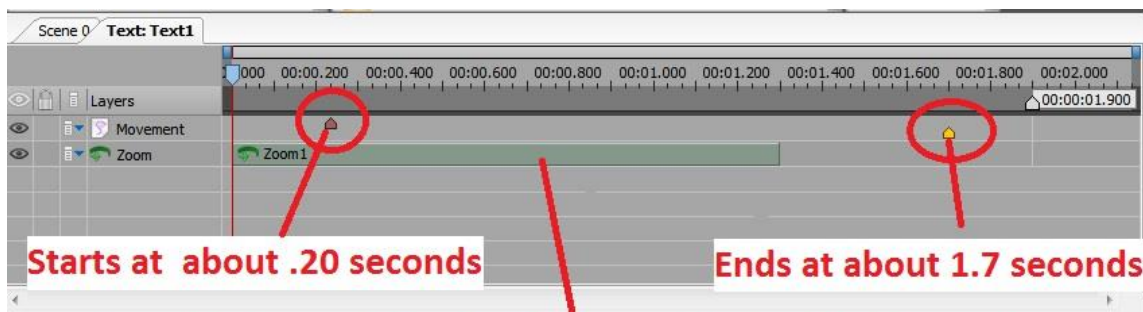 Scene 0 Text: Text1
000 00:00.200 00:00.400 00:00.600 00:00.800 00:01.000 00:01.200 00:01.400 00:01.600 00:01.800 00:02.000
Layers 00:00:01.900
Movement
Zoom Zoom1
Starts at about .20 seconds Ends at about 1.7 seconds